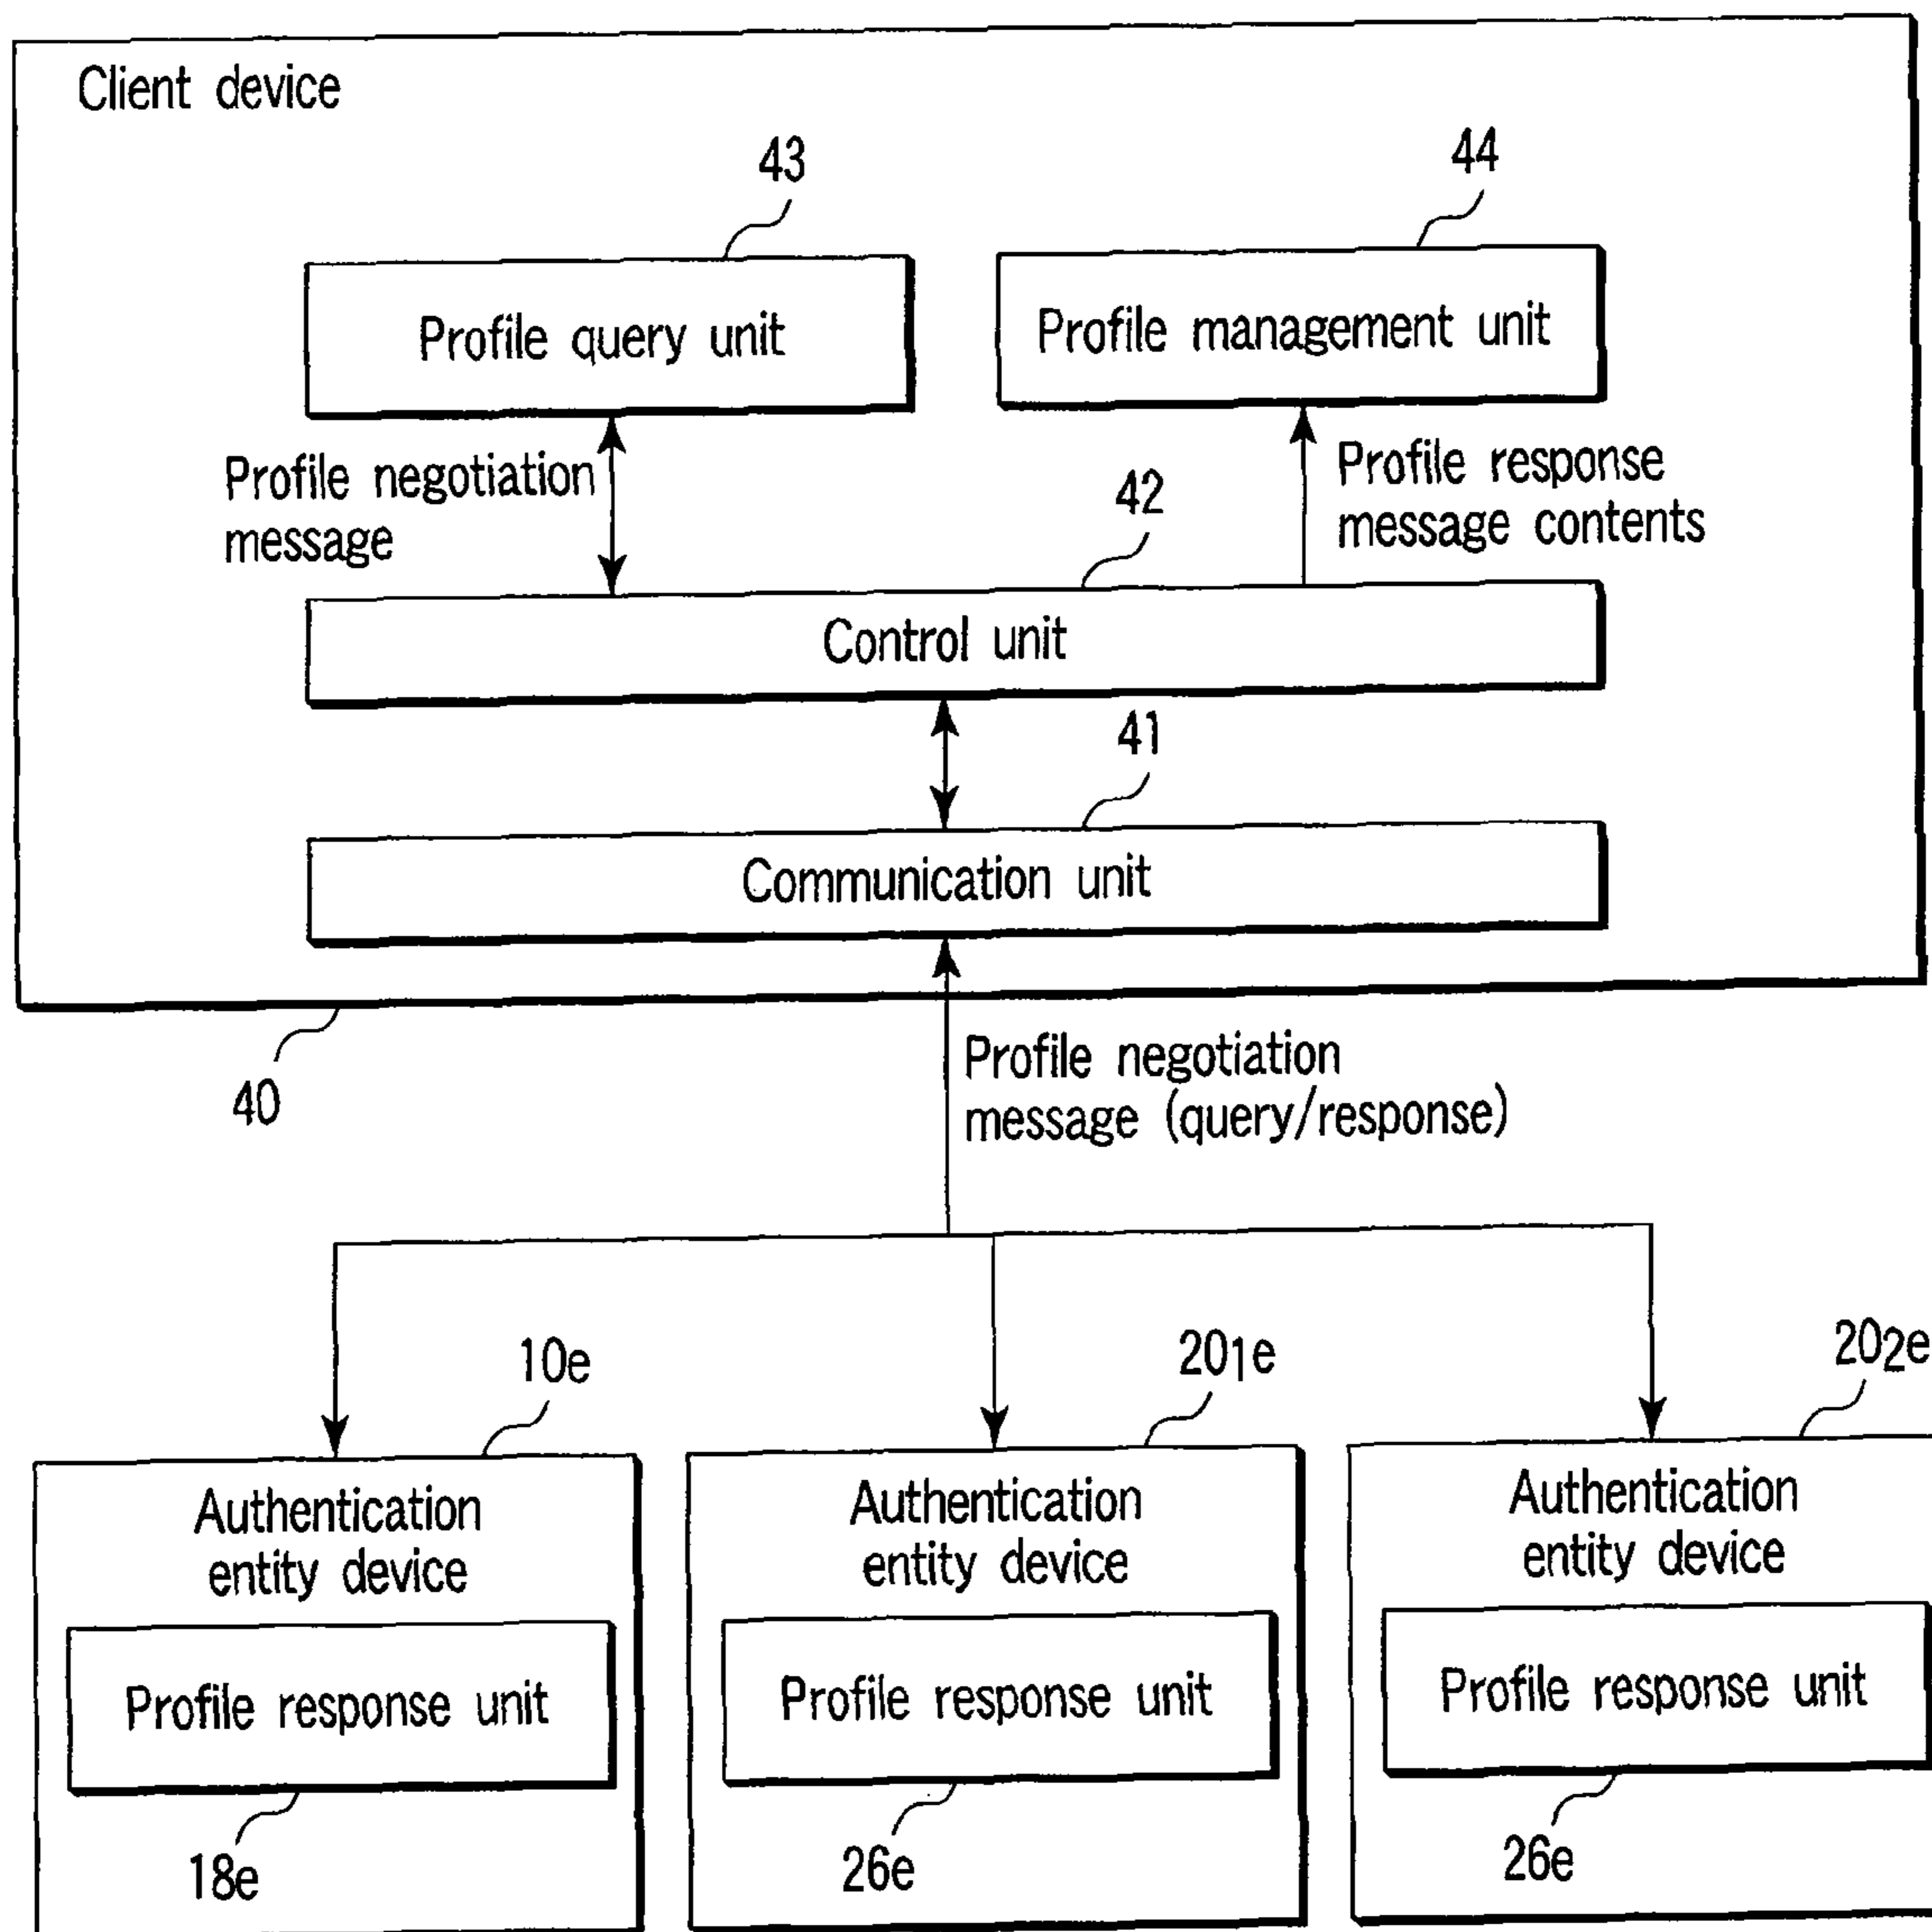 Client device
43
44
Profile query unit
Profile management unit
Profile negotiation
message
Profile response
message contents
42
Control unit
41
Communication unit
40
Profile negotiation
message (query/response)
10e
20₁e
20₂e
Authentication
entity device
Authentication
entity device
Authentication
entity device
Profile response unit
Profile response unit
Profile response unit
18e
26e
26e